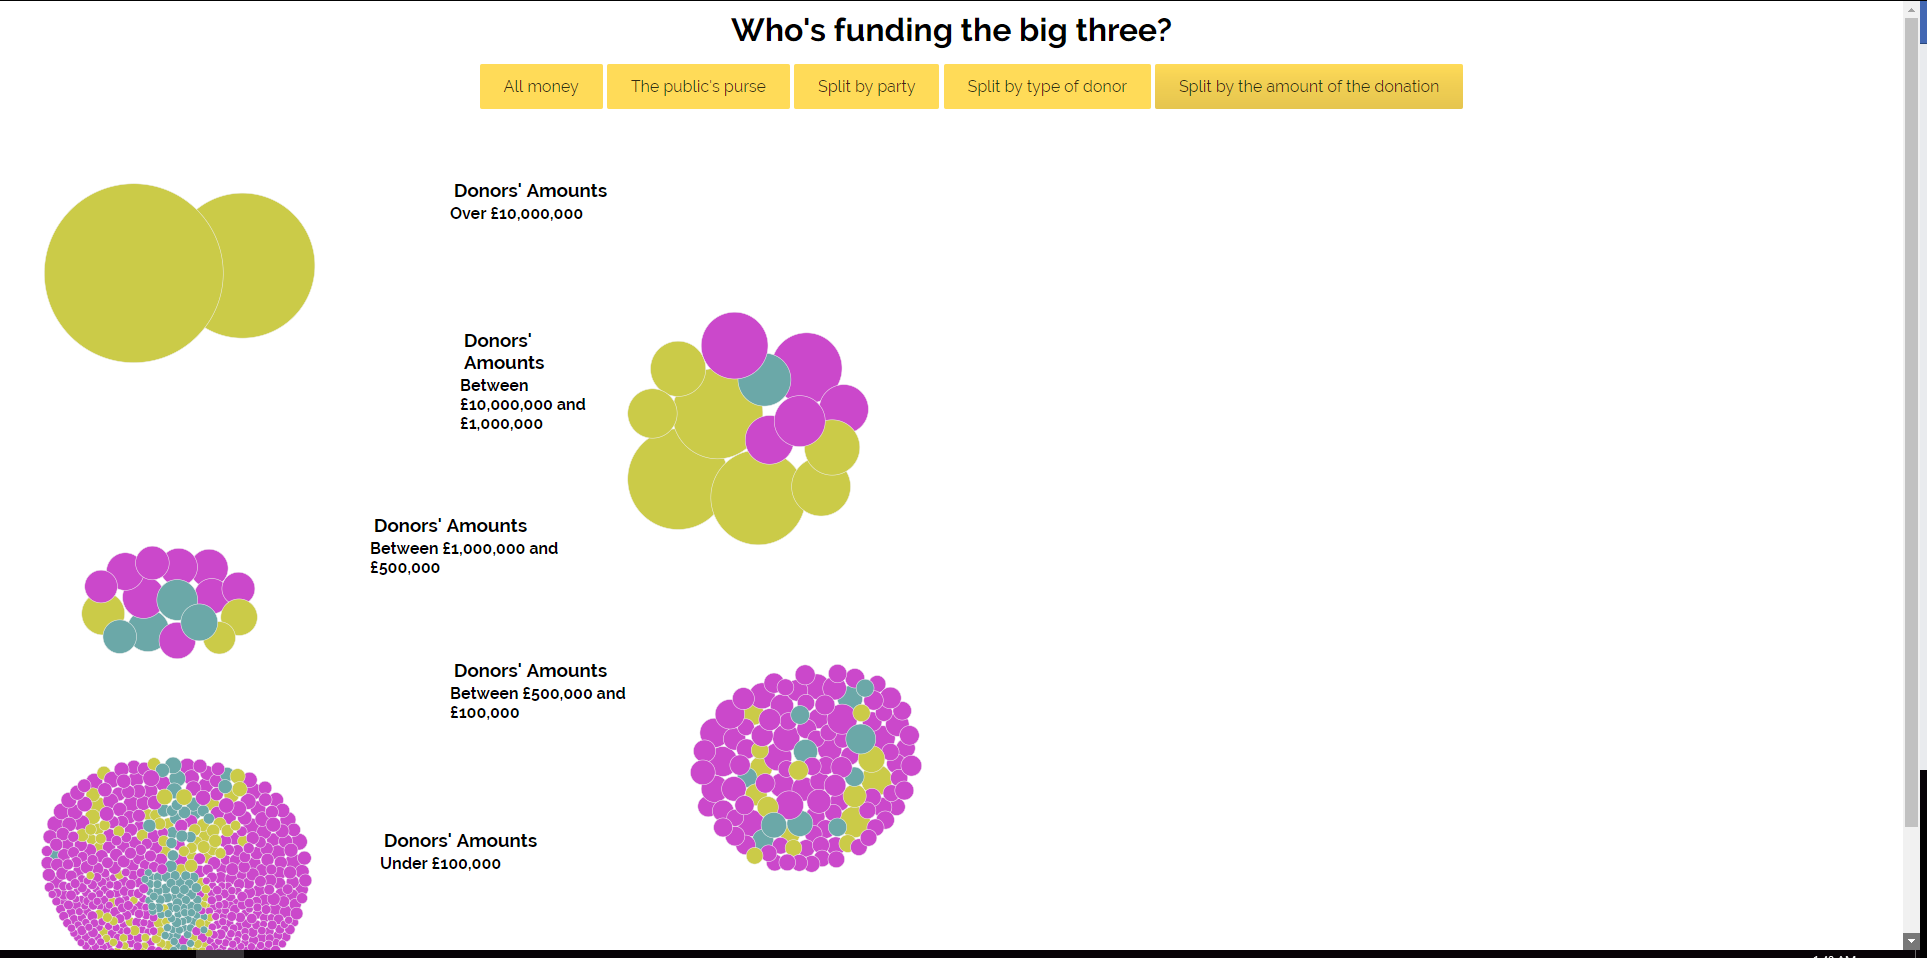 Who's funding the big three?
All money
The public's purse
Split by party
Split by type of donor
Split by the amount of the donation
Donors' Amounts
Over £10,000,000
Donors'
Amounts
Between
£10,000,000 and
£1,000,000
Donors' Amounts
Between £1,000,000 and
£500,000
Donors' Amounts
Between £500,000 and
£100,000
Donors' Amounts
Under £100,000